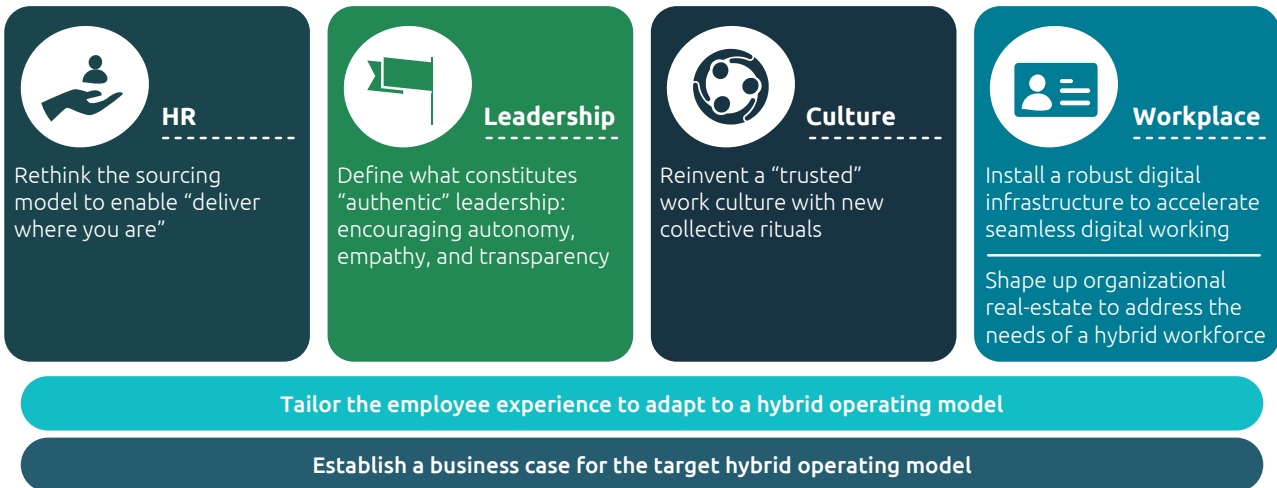 HR
Rethink the sourcing
model to enable “deliver
where you are”
Leadership
Define what constitutes
“authentic” leadership:
encouraging autonomy,
empathy, and transparency
Culture
Reinvent a “trusted”
work culture with new
collective rituals
Workplace
Install a robust digital
infrastructure to accelerate
seamless digital working
Shape up organizational
real-estate to address the
needs of a hybrid workforce
Tailor the employee experience to adapt to a hybrid operating model
Establish a business case for the target hybrid operating model